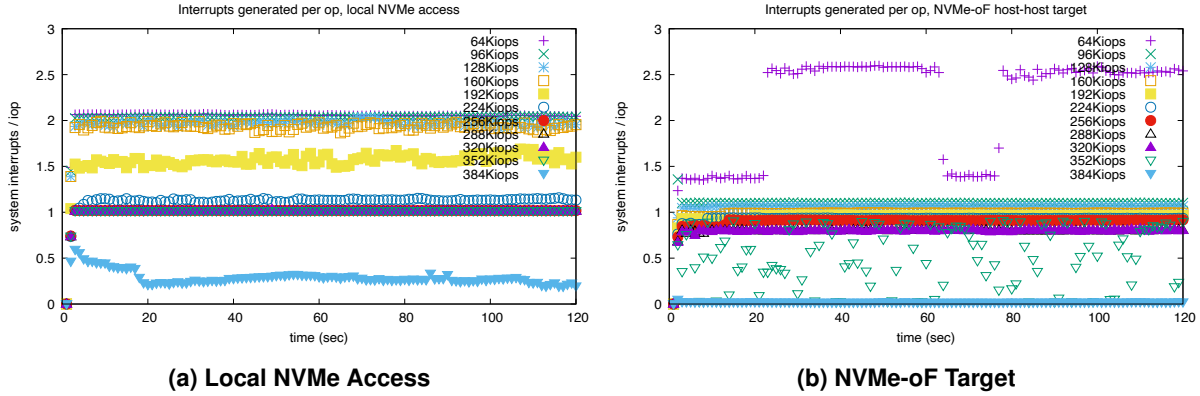 Interrupts generated per op, local NVMe access
system interrupts / iop
3
2.5
2
1.5
1
0.5
0
64Kiops
96Kiops
128Kiops
160Kiops
192Kiops
224Kiops
256Kiops
288Kiops
320Kiops
352Kiops
384Kiops
0 20 40 60 80 100 120
time (sec)
(a) Local NVMe Access
Interrupts generated per op, NVMe-oF host-host target
system interrupts / iop
3
2.5
2
1.5
1
0.5
0
64Kiops
96Kiops
128Kiops
160Kiops
192Kiops
224Kiops
256Kiops
288Kiops
320Kiops
352Kiops
384Kiops
0 20 40 60 80 100 120
time (sec)
(b) NVMe-oF Target